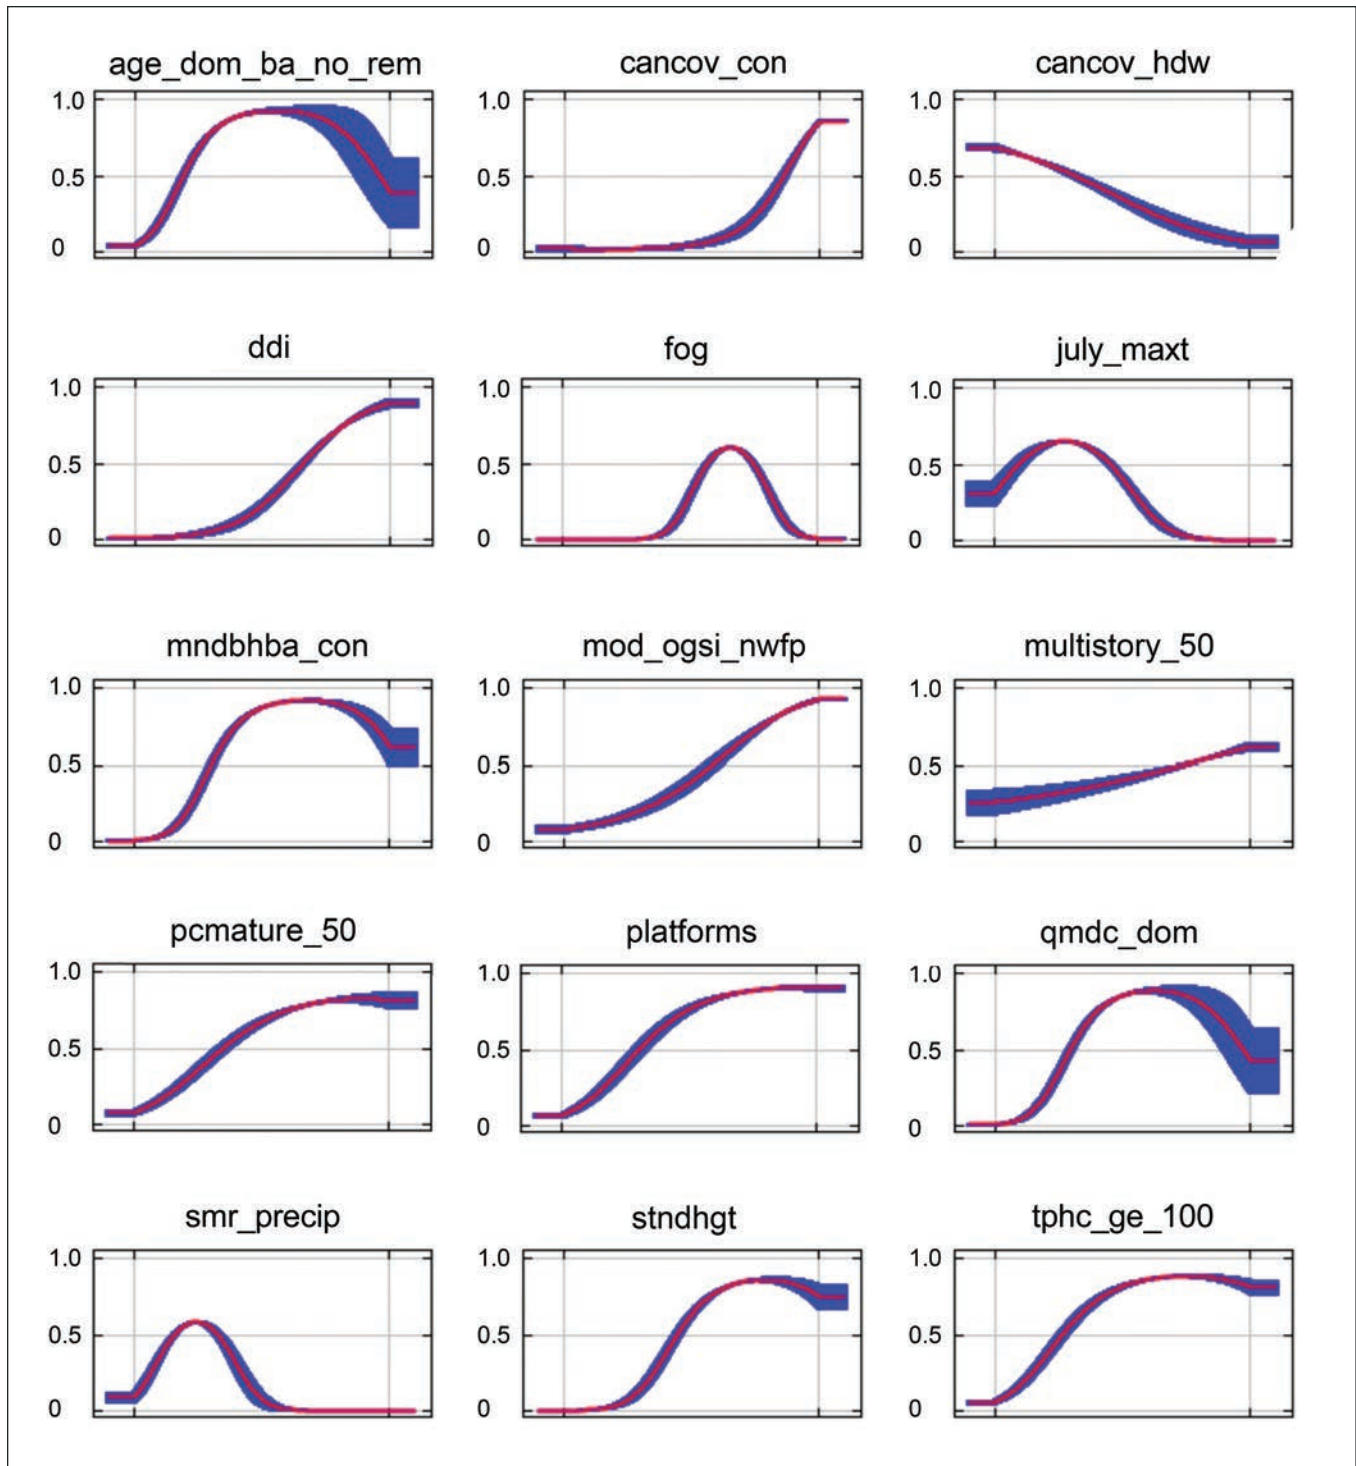 age_dom_ba_no_rem cancov_con cancov_hdw
1.0 1.0 1.0
0.5 0.5 0.5
0 0 0
ddi fog july_maxt
1.0 1.0 1.0
0.5 0.5 0.5
0 0 0
mndbhba_con mod_ogsi_nwfp multistory_50
1.0 1.0 1.0
0.5 0.5 0.5
0 0 0
pcmature_50 platforms qmdc_dom
1.0 1.0 1.0
0.5 0.5 0.5
0 0 0
smr_precip stndhgt tphc_ge_100
1.0 1.0 1.0
0.5 0.5 0.5
0 0 0